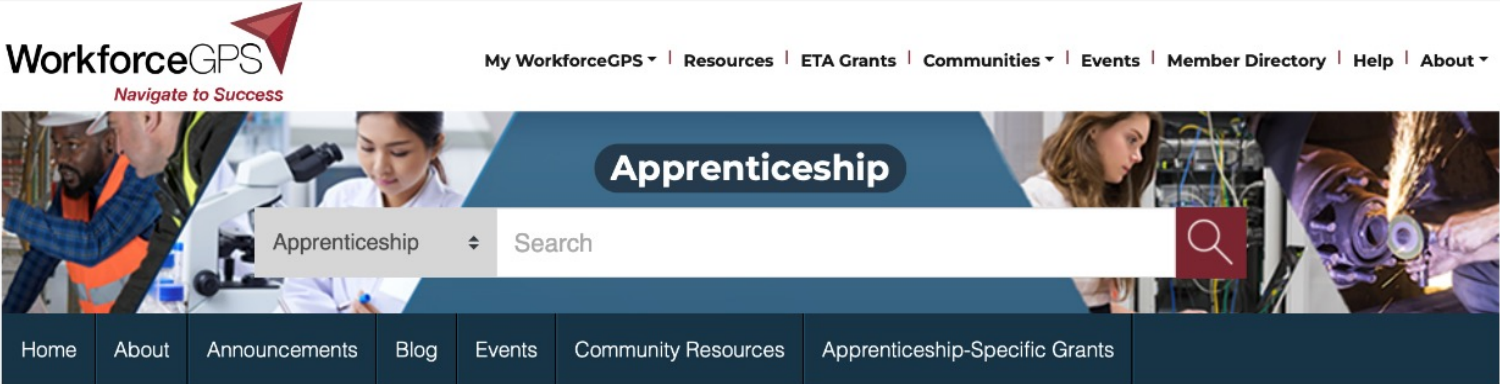 WorkforceGPS
Navigate to Success
My WorkforceGPS Resources ETA Grants Communities Events Member Directory Help About
Apprenticeship
Apprenticeship Search
Home About Announcements Blog Events Community Resources Apprenticeship-Specific Grants